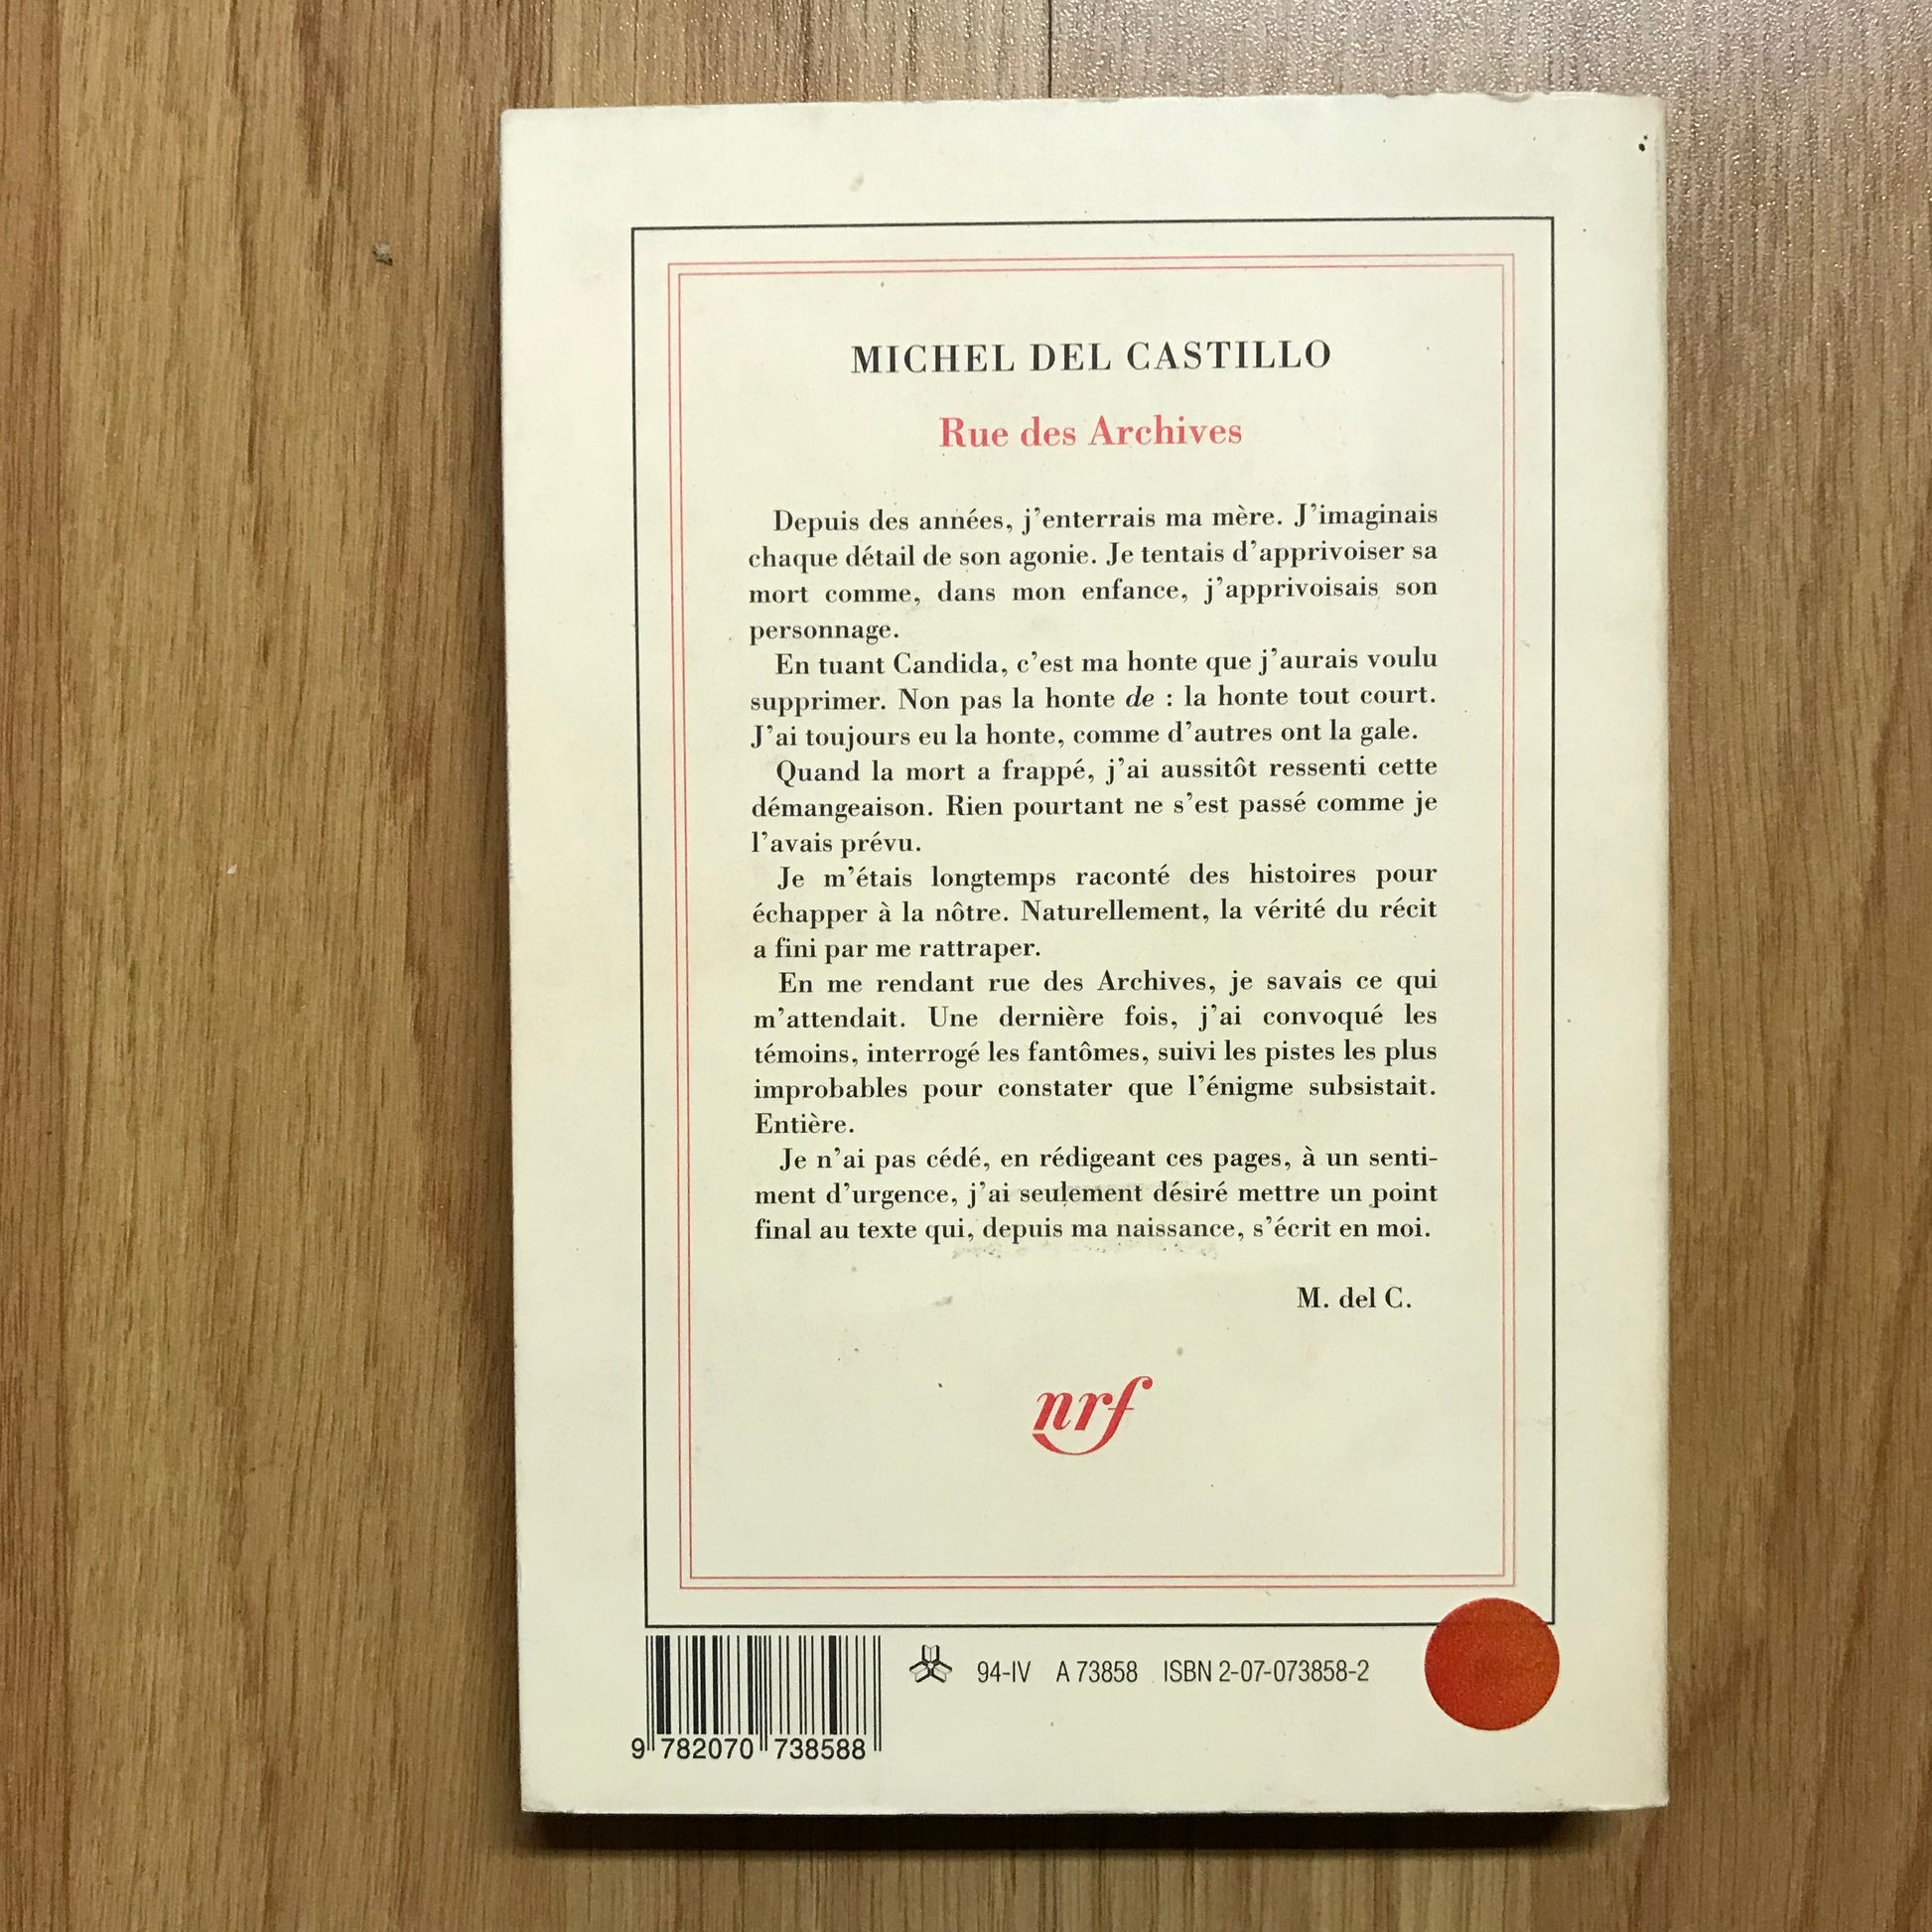 MICHEL DEL CASTILLO
Rue des Archives
Depuis des années, j'enterrais ma mère. J'imaginais
chaque détail de son agonie. Je tentais d'apprivoiser sa
mort comme, dans mon enfance, j'apprivoisais son
personnage.
En tuant Candida, c'est ma honte que j'aurais voulu
supprimer. Non pas la honte de : la honte tout court.
J'ai toujours eu la honte, comme d'autres ont la gale.
Quand la mort a frappé, j'ai aussitôt ressenti cette
démangeaison. Rien pourtant ne s'est passé comme je
l'avais prévu.
Je m'étais longtemps raconté des histoires pour
échapper à la nôtre. Naturellement, la vérité du récit
a fini par me rattraper.
En me rendant rue des Archives, je savais ce qui
m'attendait. Une dernière fois, j'ai convoqué les
témoins, interrogé les fantômes, suivi les pistes les plus
improbables pour constater que l'énigme subsistait.
Entière.
Je n'ai pas cédé, en rédigeant ces pages, à un senti-
ment d'urgence, j'ai seulement désiré mettre un point
final au texte qui, depuis ma naissance, s'écrit en moi.
M. del C.
nrf
94-IV A 73858 ISBN 2-07-073858-2
9 782070 738588